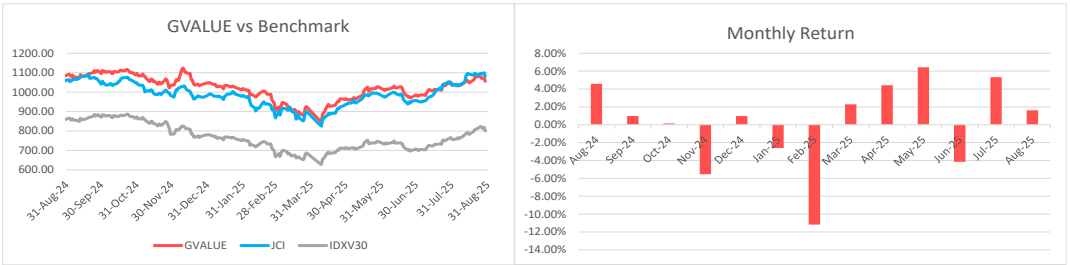 GVALUE vs Benchmark
1200.00
1100.00
1000.00
900.00
800.00
700.00
600.00
31-Aug-24
30-Sep-24
31-Oct-24
30-Nov-24
31-Dec-24
31-Jan-25
28-Feb-25
31-Mar-25
30-Apr-25
31-May-25
30-Jun-25
31-Jul-25
31-Aug-25
GVALUE JCI IDXV30
Monthly Return
8.00%
6.00%
4.00%
2.00%
0.00%
-2.00%
-4.00%
-6.00%
-8.00%
-10.00%
-12.00%
-14.00%
Aug-24
Sep-24
Oct-24
Nov-24
Dec-24
Jan-25
Feb-25
Mar-25
Apr-25
May-25
Jun-25
Jul-25
Aug-25